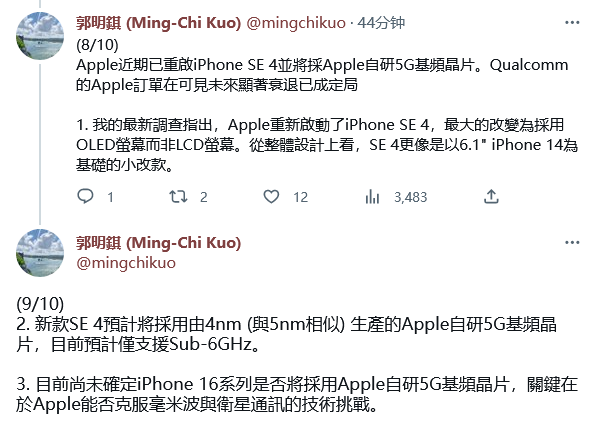 郭明錤 (Ming-Chi Kuo) @mingchikuo · 44分钟
(8/10)
Apple近期已重啟iPhone SE 4並將採Apple自研5G基頻晶片。Qualcomm
的Apple訂單在可見未來顯著衰退已成定局
1. 我的最新調查指出，Apple重新啟動了iPhone SE 4，最大的改變為採用
OLED螢幕而非LCD螢幕。從整體設計上看，SE 4更像是以6.1" iPhone 14為
基礎的小改款。
1 2 12 3,483
郭明錤 (Ming-Chi Kuo)
@mingchikuo
(9/10)
2. 新款SE 4預計將採用由4nm (與5nm相似) 生產的Apple自研5G基頻晶
片，目前預計僅支援Sub-6GHz。
3. 目前尚未確定iPhone 16系列是否將採用Apple自研5G基頻晶片，關鍵在
於Apple能否克服毫米波與衛星通訊的技術挑戰。